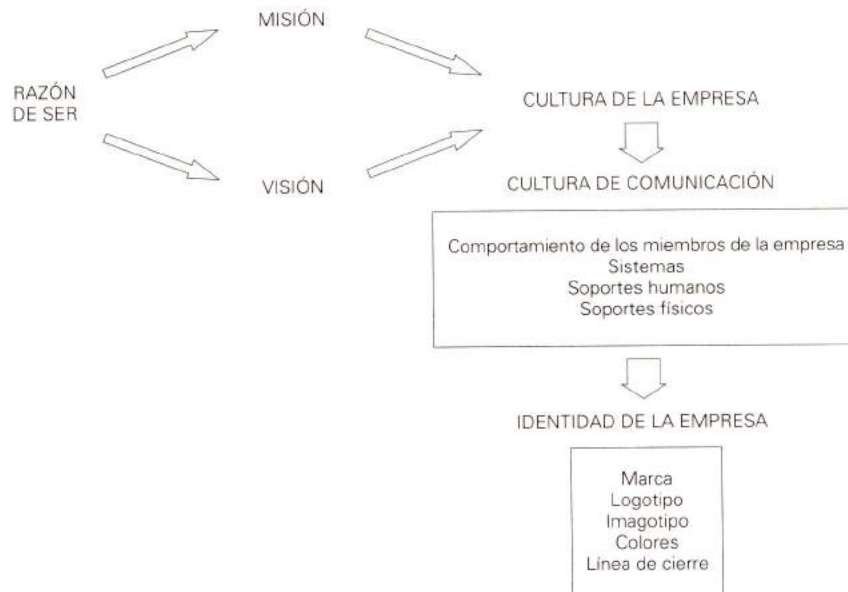 MISIÓN
RAZÓN
DE SER
CULTURA DE LA EMPRESA
VISIÓN
CULTURA DE COMUNICACIÓN
Comportamiento de los miembros de la empresa
Sistemas
Soportes humanos
Soportes físicos
IDENTIDAD DE LA EMPRESA
Marca
Logotipo
Imagotipo
Colores
Línea de cierre